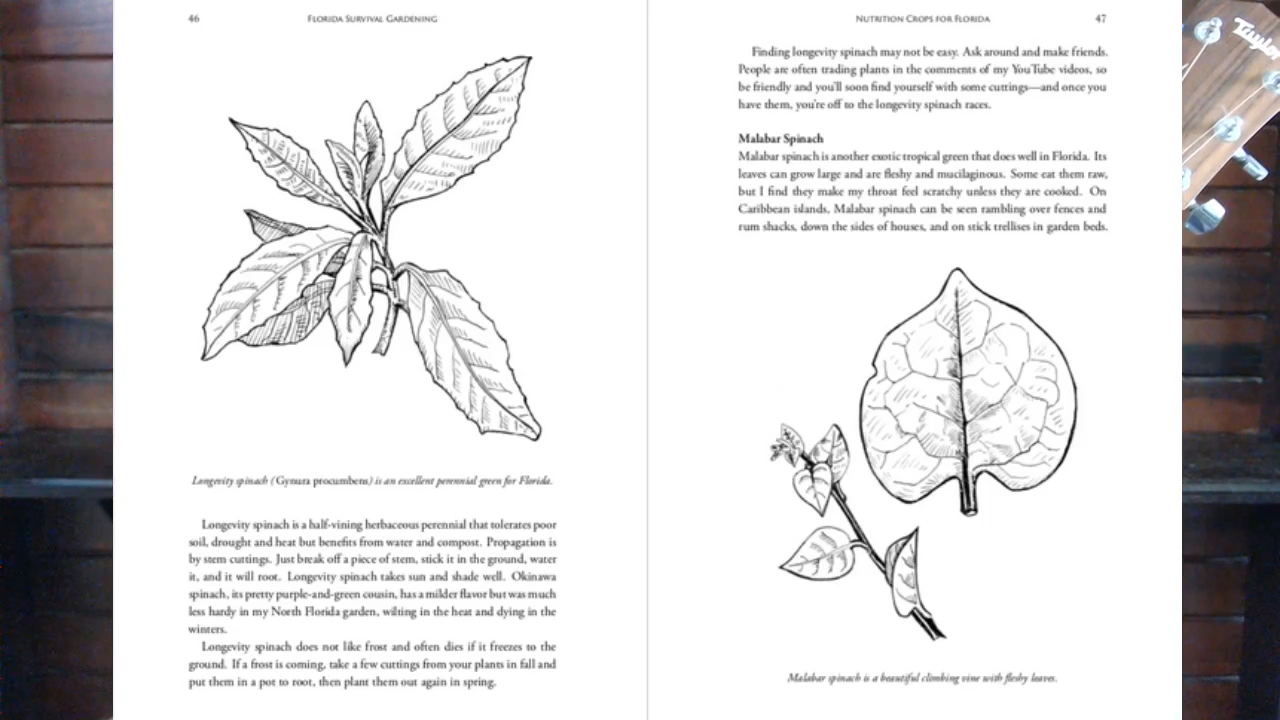 46
FLORIDA SURVIVAL GARDENING
Longevity spinach (Gynura procumbens) is an excellent perennial green for Florida.
Longevity spinach is a half-vining herbaceous perennial that tolerates poor
soil, drought and heat but benefits from water and compost. Propagation is
by stem cuttings. Just break off a piece of stem, stick it in the ground, water
it, and it will root. Longevity spinach takes sun and shade well. Okinawa
spinach, its pretty purple-and-green cousin, has a milder flavor but was much
less hardy in my North Florida garden, wilting in the heat and dying in the
winters.
Longevity spinach does not like frost and often dies if it freezes to the
ground. If a frost is coming, take a few cuttings from your plants in fall and
put them in a pot to root, then plant them out again in spring.
NUTRITION CROPS FOR FLORIDA
47
Finding longevity spinach may not be easy. Ask around and make friends.
People are often trading plants in the comments of my YouTube videos, so
be friendly and you'll soon find yourself with some cuttings—and once you
have them, you're off to the longevity spinach races.
Malabar Spinach
Malabar spinach is another exotic tropical green that does well in Florida. Its
leaves can grow large and are fleshy and mucilaginous. Some eat them raw,
but I find they make my throat feel scratchy unless they are cooked. On
Caribbean islands, Malabar spinach can be seen rambling over fences and
rum shacks, down the sides of houses, and on stick trellises in garden beds.
Malabar spinach is a beautiful climbing vine with fleshy leaves.
Taylor